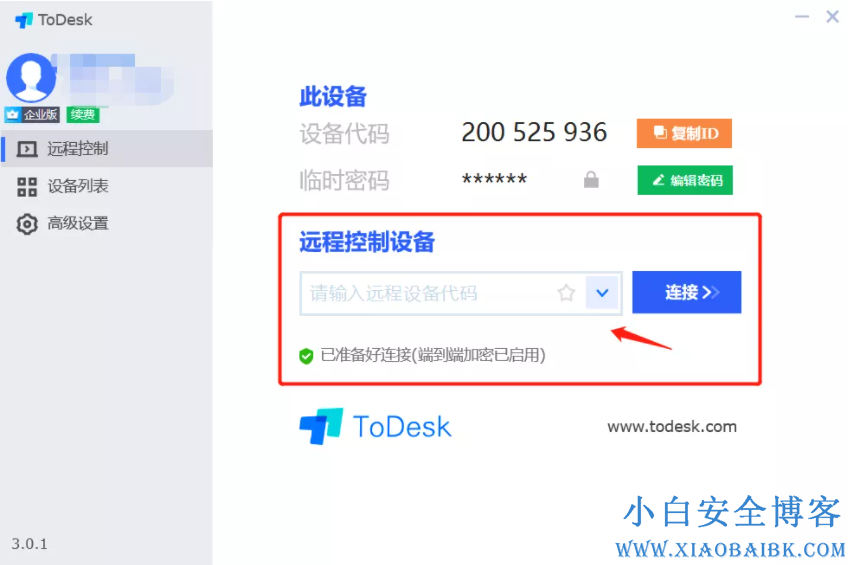 ToDesk
企业版 续费
远程控制
设备列表
高级设置
3.0.1
此设备
设备代码 200 525 936 复制ID
临时密码 ****** 编辑密码
远程控制设备
请输入远程设备代码 连接
已准备好连接(端到端加密已启用)
ToDesk www.todesk.com
小白安全博客
WWW.XIAOBAIBK.COM